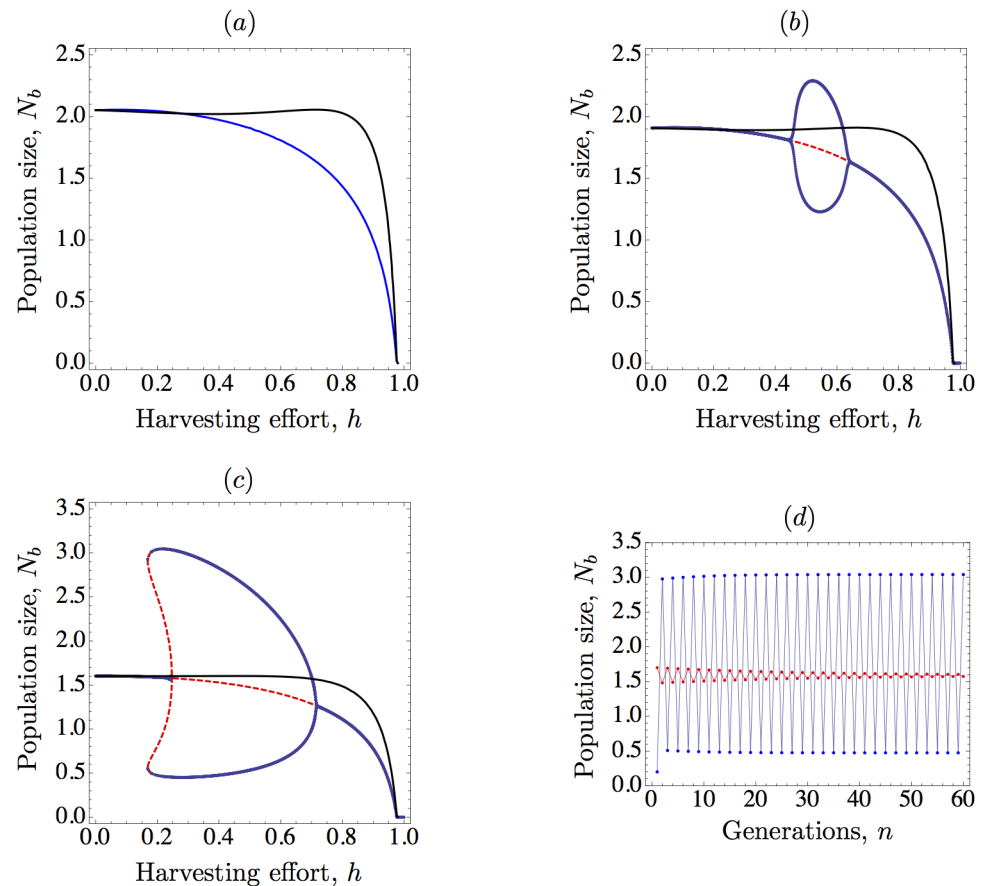 (a)
Population size, N_b
2.5
2.0
1.5
1.0
0.5
0.0
0.0 0.2 0.4 0.6 0.8 1.0
Harvesting effort, h
(b)
Population size, N_b
2.5
2.0
1.5
1.0
0.5
0.0
0.0 0.2 0.4 0.6 0.8 1.0
Harvesting effort, h
(c)
Population size, N_b
3.5
3.0
2.5
2.0
1.5
1.0
0.5
0.0
0.0 0.2 0.4 0.6 0.8 1.0
Harvesting effort, h
(d)
Population size, N_b
3.5
3.0
2.5
2.0
1.5
1.0
0.5
0.0
0 10 20 30 40 50 60
Generations, n